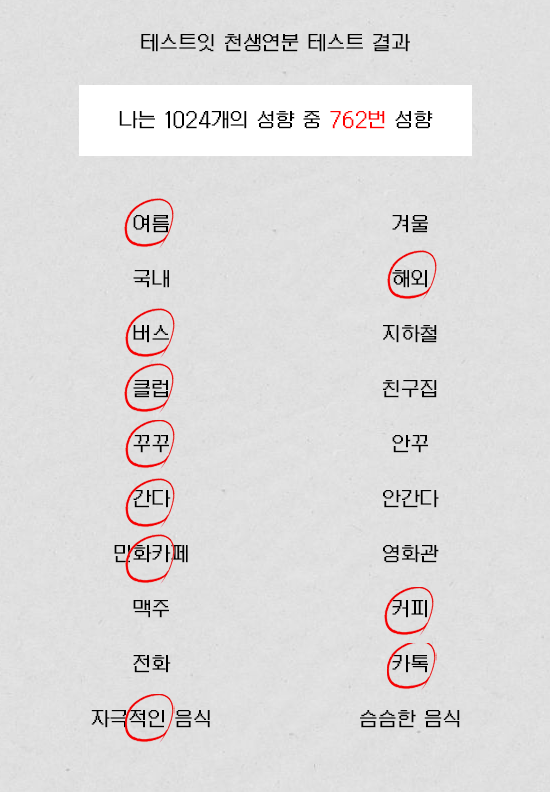 테스트잇 천생연분 테스트 결과
나는 1024개의 성향 중 762번 성향
여름 겨울
국내 해외
버스 지하철
클럽 친구집
꾸꾸 안꾸
간다 안간다
만화카페 영화관
맥주 커피
전화 카톡
자극적인 음식 슴슴한 음식